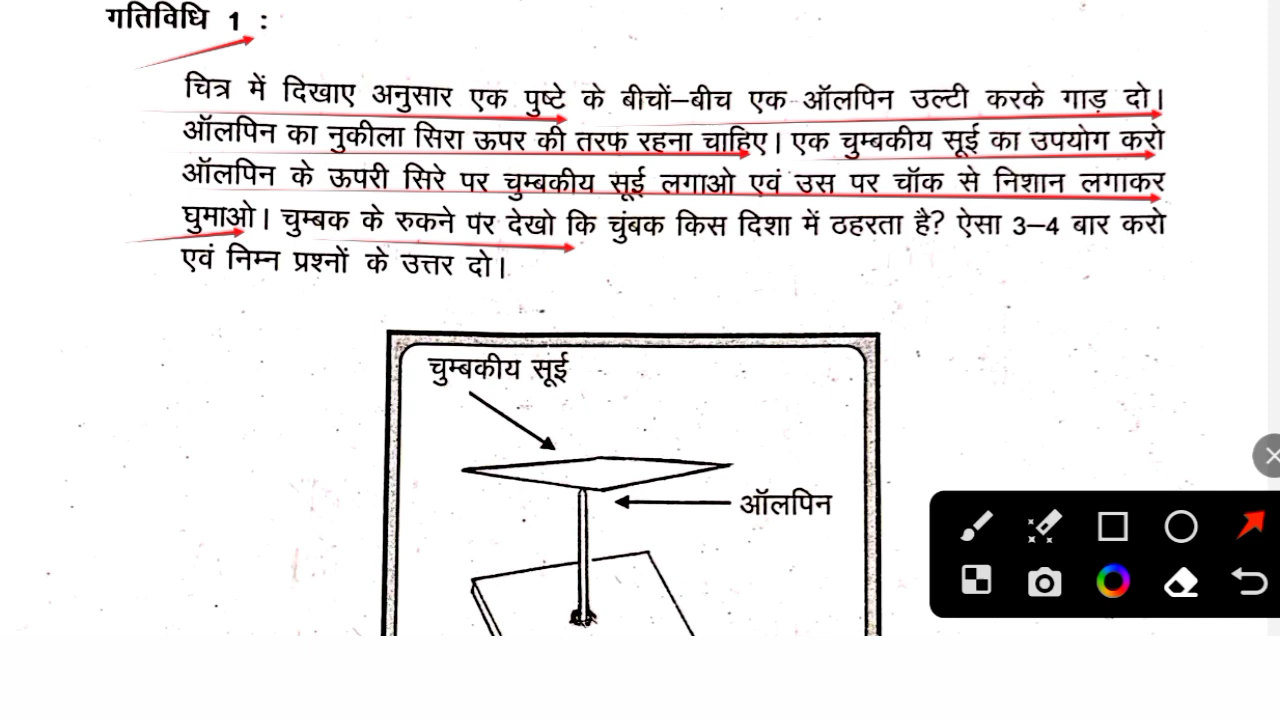 गतिविधि 1 :
चित्र में दिखाए अनुसार एक पुष्टे के बीचों–बीच एक ऑलपिन उल्टी करके गाड़ दो।
ऑलपिन का नुकीला सिरा ऊपर की तरफ रहना चाहिए। एक चुम्बकीय सूई का उपयोग करो
ऑलपिन के ऊपरी सिरे पर चुम्बकीय सूई लगाओ एवं उस पर चॉक से निशान लगाकर
घुमाओ। चुम्बक के रुकने पर देखो कि चुंबक किस दिशा में ठहरता है? ऐसा 3–4 बार करो
एवं निम्न प्रश्नों के उत्तर दो।
चुम्बकीय सूई
ऑलपिन